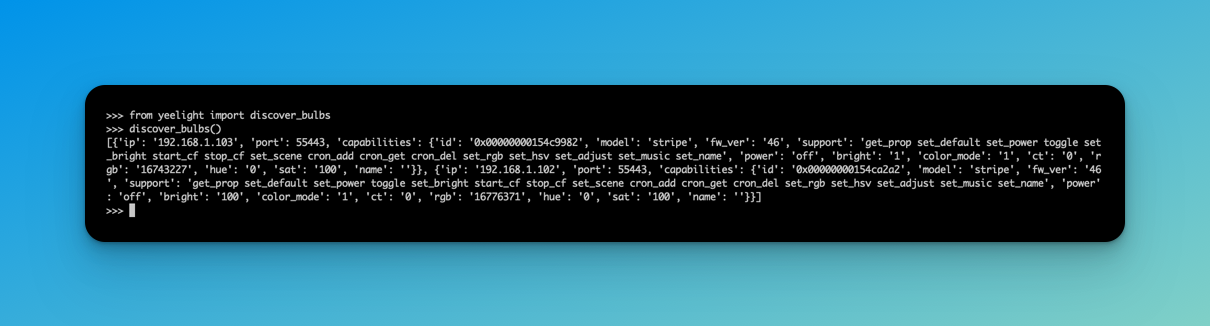 >>> from yeelight import discover_bulbs
>>> discover_bulbs()
[{'ip': '192.168.1.103', 'port': 55443, 'capabilities': {'id': '0x00000000154c9982', 'model': 'stripe', 'fw_ver': '46', 'support': 'get_prop set_default set_power toggle set
_bright start_cf stop_cf set_scene cron_add cron_get cron_del set_rgb set_hsv set_adjust set_music set_name', 'power': 'off', 'bright': '1', 'color_mode': '1', 'ct': '0', 'r
gb': '16743227', 'hue': '0', 'sat': '100', 'name': ''}}, {'ip': '192.168.1.102', 'port': 55443, 'capabilities': {'id': '0x00000000154ca2a2', 'model': 'stripe', 'fw_ver': '46
', 'support': 'get_prop set_default set_power toggle set_bright start_cf stop_cf set_scene cron_add cron_get cron_del set_rgb set_hsv set_adjust set_music set_name', 'power'
: 'off', 'bright': '100', 'color_mode': '1', 'ct': '0', 'rgb': '16776371', 'hue': '0', 'sat': '100', 'name': ''}}]
>>>